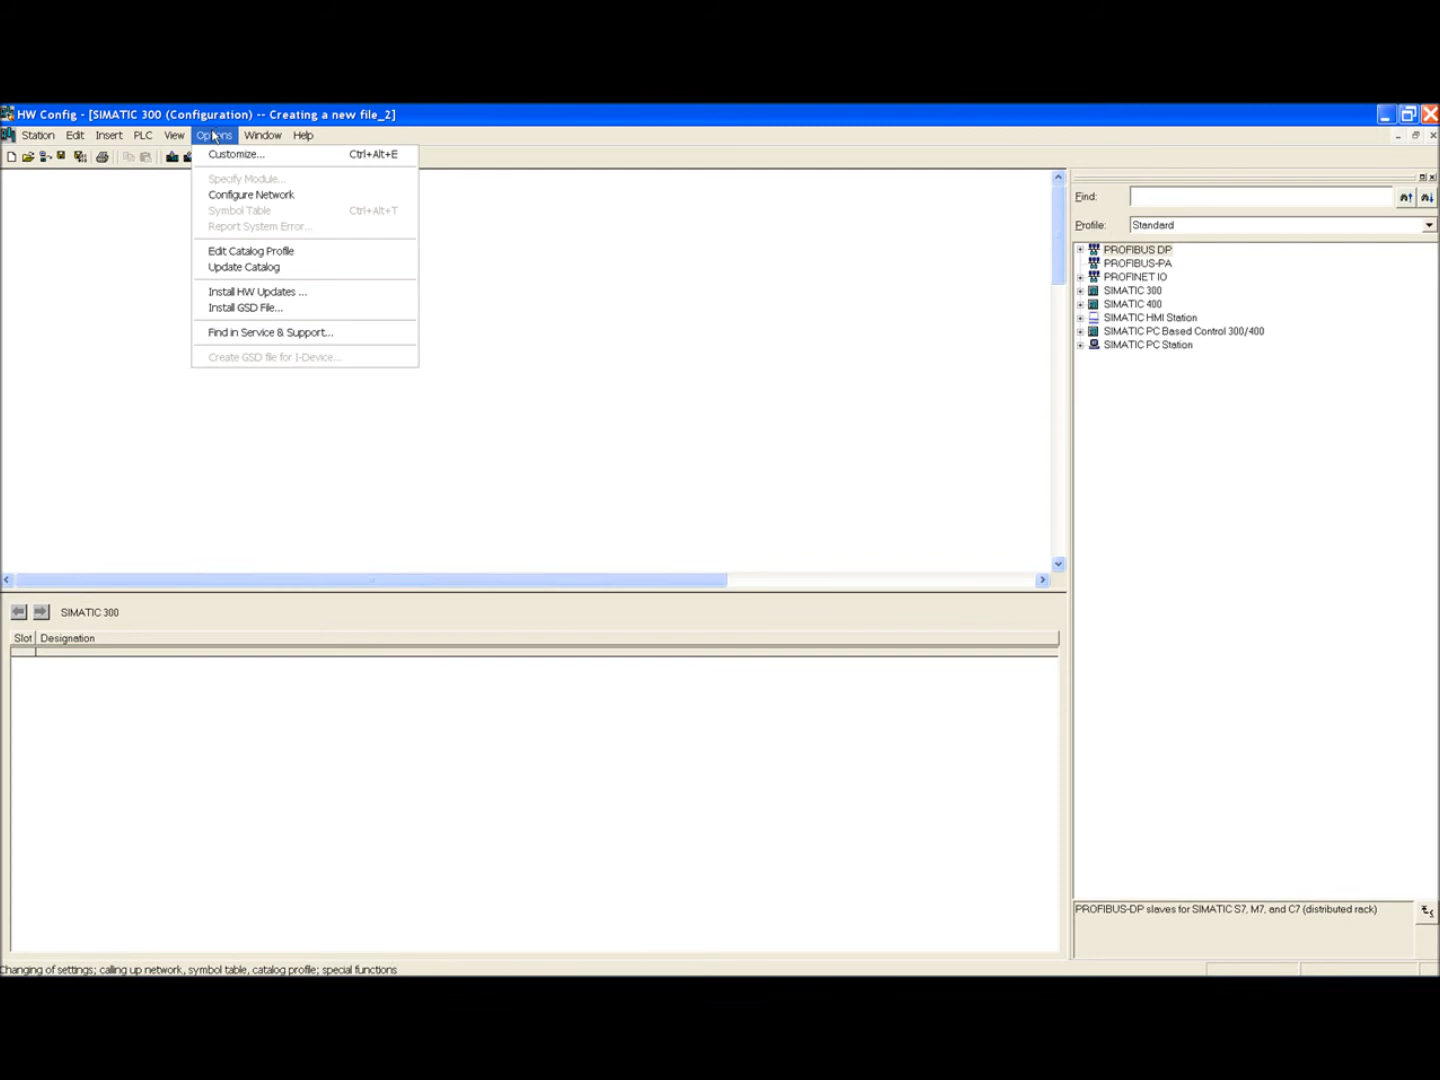 HW Config - [SIMATIC 300 (Configuration) -- Creating a new file_2]
Station Edit Insert PLC View Options Window Help
Customize... Ctrl+Alt+E
Specify Module...
Configure Network
Symbol Table Ctrl+Alt+T
Report System Error...
Edit Catalog Profile
Update Catalog
Install HW Updates ...
Install GSD File...
Find in Service & Support...
Create GSD file for I-Device...
Find:
Profile: Standard
PROFIBUS DP
PROFIBUS-PA
PROFINET IO
SIMATIC 300
SIMATIC 400
SIMATIC HMI Station
SIMATIC PC Based Control 300/400
SIMATIC PC Station
SIMATIC 300
Slot Designation
PROFIBUS-DP slaves for SIMATIC S7, M7, and C7 (distributed rack)
Changing of settings; calling up network, symbol table, catalog profile; special functions